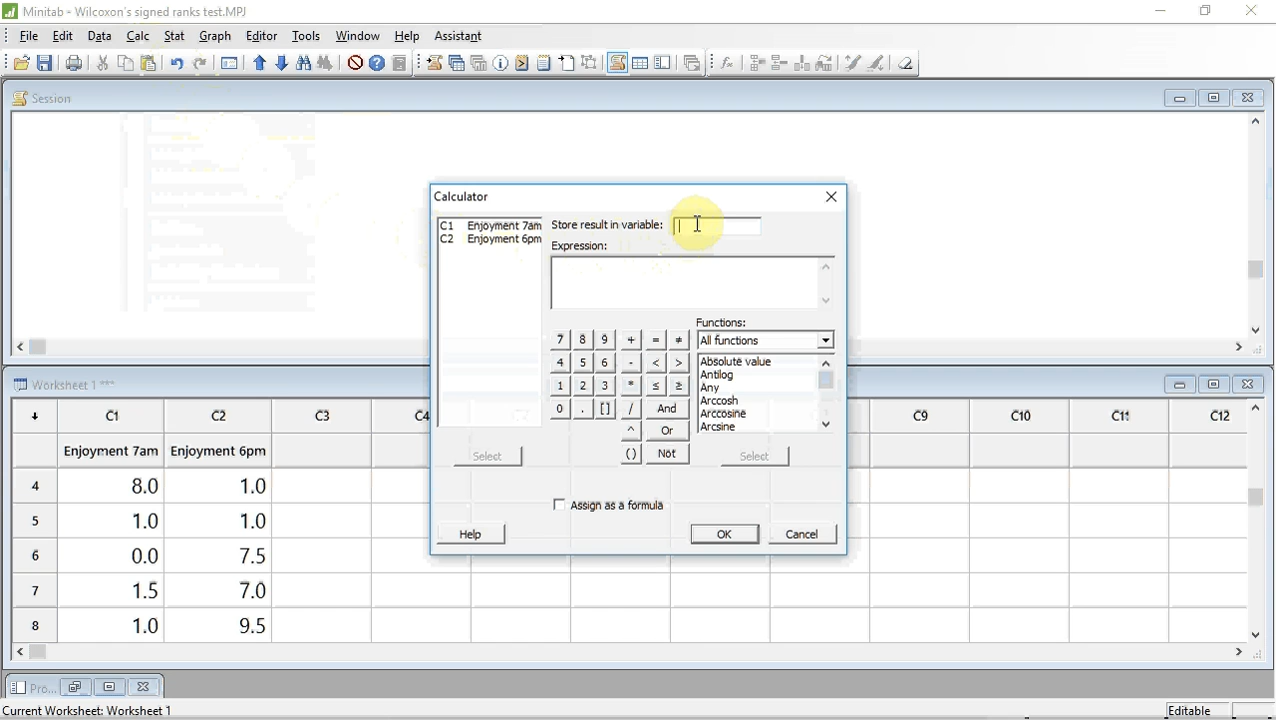 Minitab - Wilcoxon's signed ranks test.MPJ
File Edit Data Calc Stat Graph Editor Tools Window Help Assistant
Session
Calculator
C1 Enjoyment 7am
C2 Enjoyment 6pm
Store result in variable:
Expression:
Functions:
All functions
7 8 9 + = ≠
4 5 6 - < >
1 2 3 * ≤ ≥
0 . [] / And
^ Or
() Not
Absolute value
Antilog
Any
Arccosh
Arccosine
Arcsine
Select
Select
Assign as a formula
Help
OK
Cancel
Worksheet 1 ***
C1 C2 C3 C4 C9 C10 C11 C12
Enjoyment 7am Enjoyment 6pm
4 8.0 1.0
5 1.0 1.0
6 0.0 7.5
7 1.5 7.0
8 1.0 9.5
Pro...
Current Worksheet: Worksheet 1
Editable